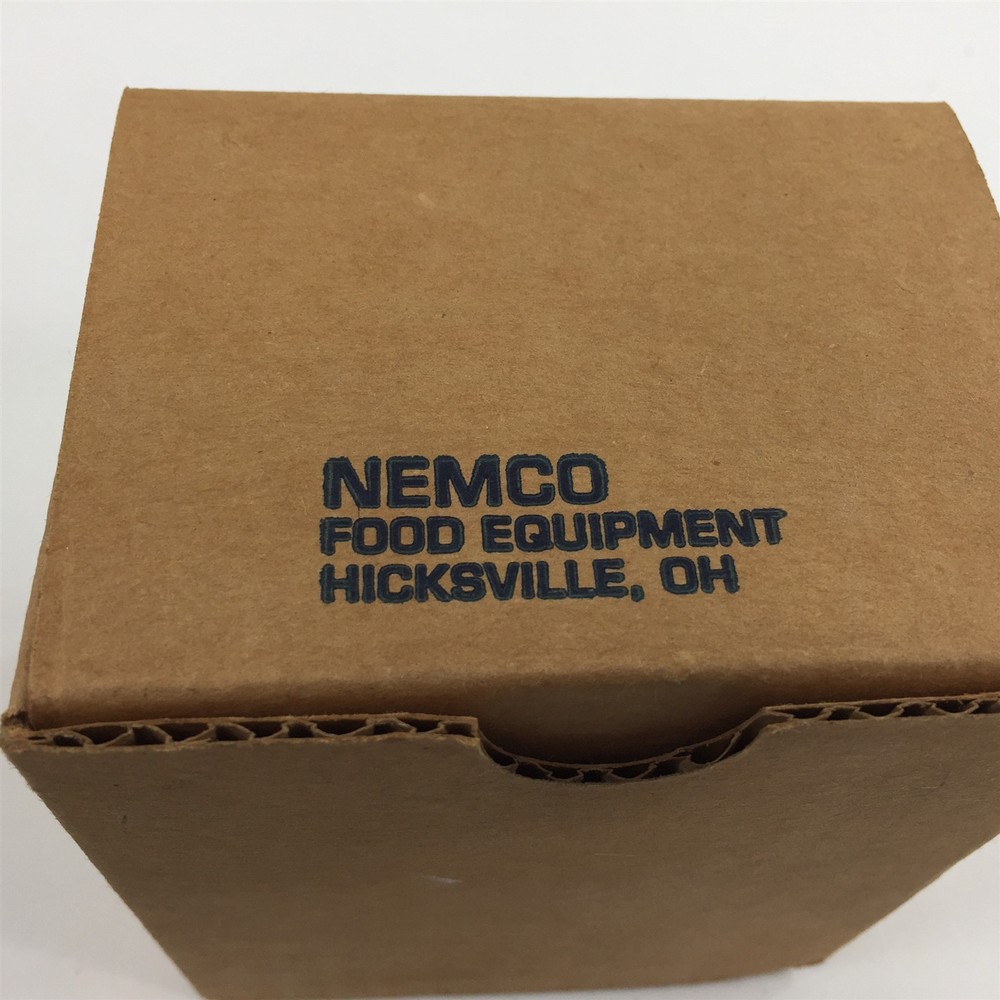 NEMCO
FOOD EQUIPMENT
HICKSVILLE, OH